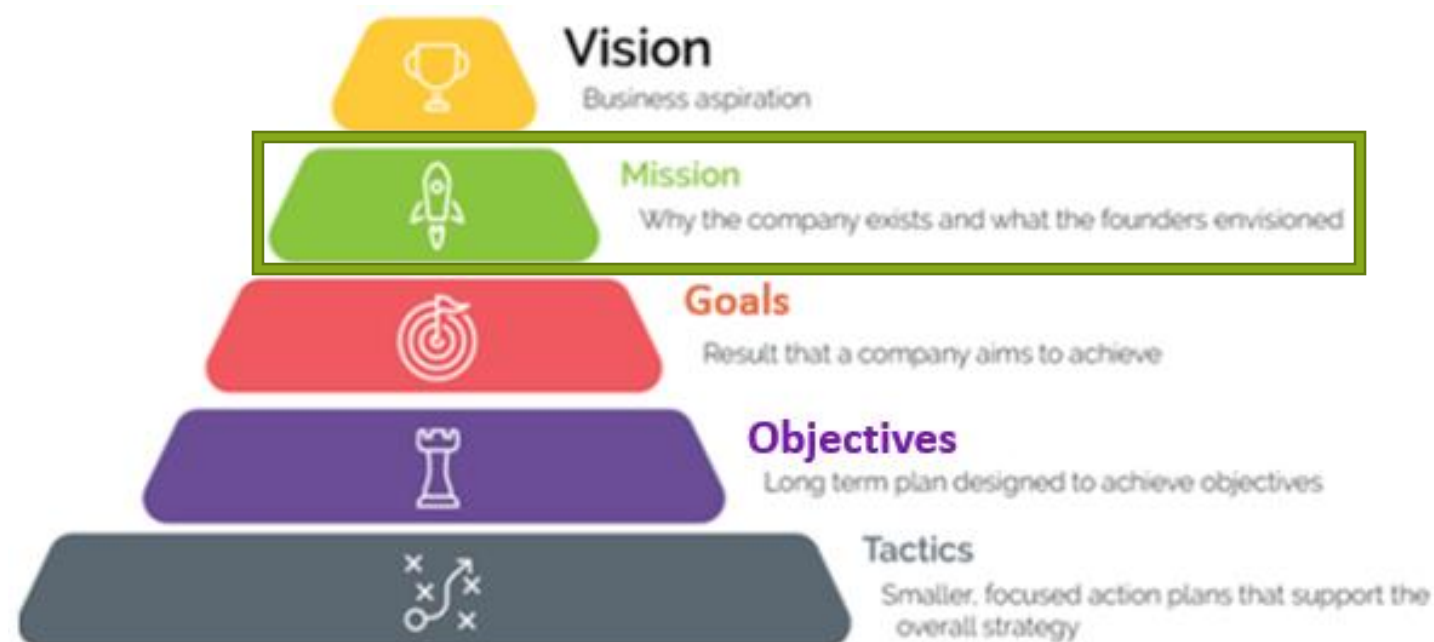 Vision
Business aspiration
Mission
Why the company exists and what the founders envisioned
Goals
Result that a company aims to achieve
Objectives
Long term plan designed to achieve objectives
Tactics
Smaller, focused action plans that support the
overall strategy